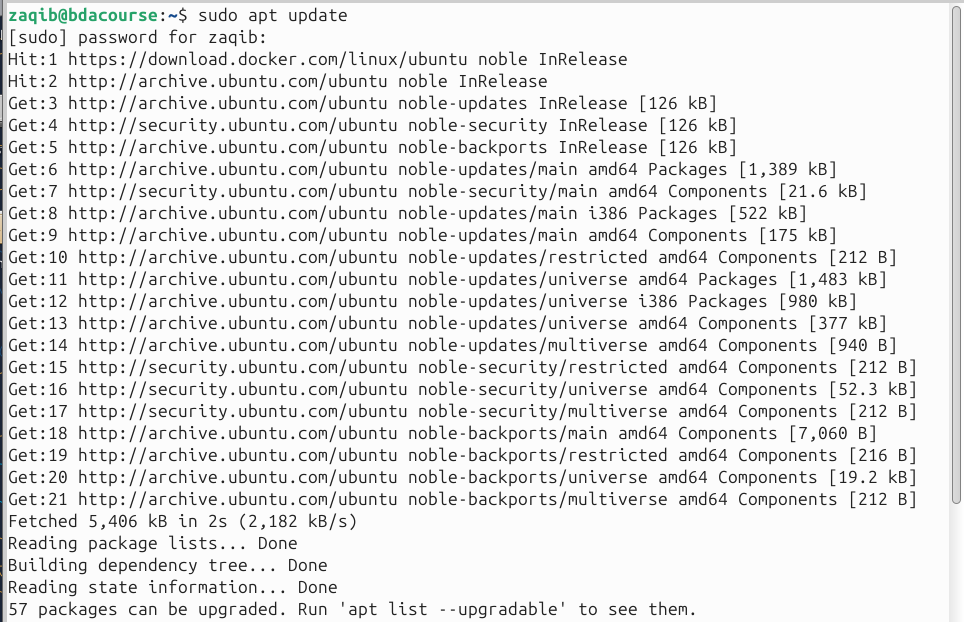 zaqib@bdacourse:~$ sudo apt update
[sudo] password for zaqib:
Hit:1 https://download.docker.com/linux/ubuntu noble InRelease
Hit:2 http://archive.ubuntu.com/ubuntu noble InRelease
Get:3 http://archive.ubuntu.com/ubuntu noble-updates InRelease [126 kB]
Get:4 http://security.ubuntu.com/ubuntu noble-security InRelease [126 kB]
Get:5 http://archive.ubuntu.com/ubuntu noble-backports InRelease [126 kB]
Get:6 http://archive.ubuntu.com/ubuntu noble-updates/main amd64 Packages [1,389 kB]
Get:7 http://security.ubuntu.com/ubuntu noble-security/main amd64 Components [21.6 kB]
Get:8 http://archive.ubuntu.com/ubuntu noble-updates/main i386 Packages [522 kB]
Get:9 http://archive.ubuntu.com/ubuntu noble-updates/main amd64 Components [175 kB]
Get:10 http://archive.ubuntu.com/ubuntu noble-updates/restricted amd64 Components [212 B]
Get:11 http://archive.ubuntu.com/ubuntu noble-updates/universe amd64 Packages [1,483 kB]
Get:12 http://archive.ubuntu.com/ubuntu noble-updates/universe i386 Packages [980 kB]
Get:13 http://archive.ubuntu.com/ubuntu noble-updates/universe amd64 Components [377 kB]
Get:14 http://archive.ubuntu.com/ubuntu noble-updates/multiverse amd64 Components [940 B]
Get:15 http://security.ubuntu.com/ubuntu noble-security/restricted amd64 Components [212 B]
Get:16 http://security.ubuntu.com/ubuntu noble-security/universe amd64 Components [52.3 kB]
Get:17 http://security.ubuntu.com/ubuntu noble-security/multiverse amd64 Components [212 B]
Get:18 http://archive.ubuntu.com/ubuntu noble-backports/main amd64 Components [7,060 B]
Get:19 http://archive.ubuntu.com/ubuntu noble-backports/restricted amd64 Components [216 B]
Get:20 http://archive.ubuntu.com/ubuntu noble-backports/universe amd64 Components [19.2 kB]
Get:21 http://archive.ubuntu.com/ubuntu noble-backports/multiverse amd64 Components [212 B]
Fetched 5,406 kB in 2s (2,182 kB/s)
Reading package lists... Done
Building dependency tree... Done
Reading state information... Done
57 packages can be upgraded. Run 'apt list --upgradable' to see them.